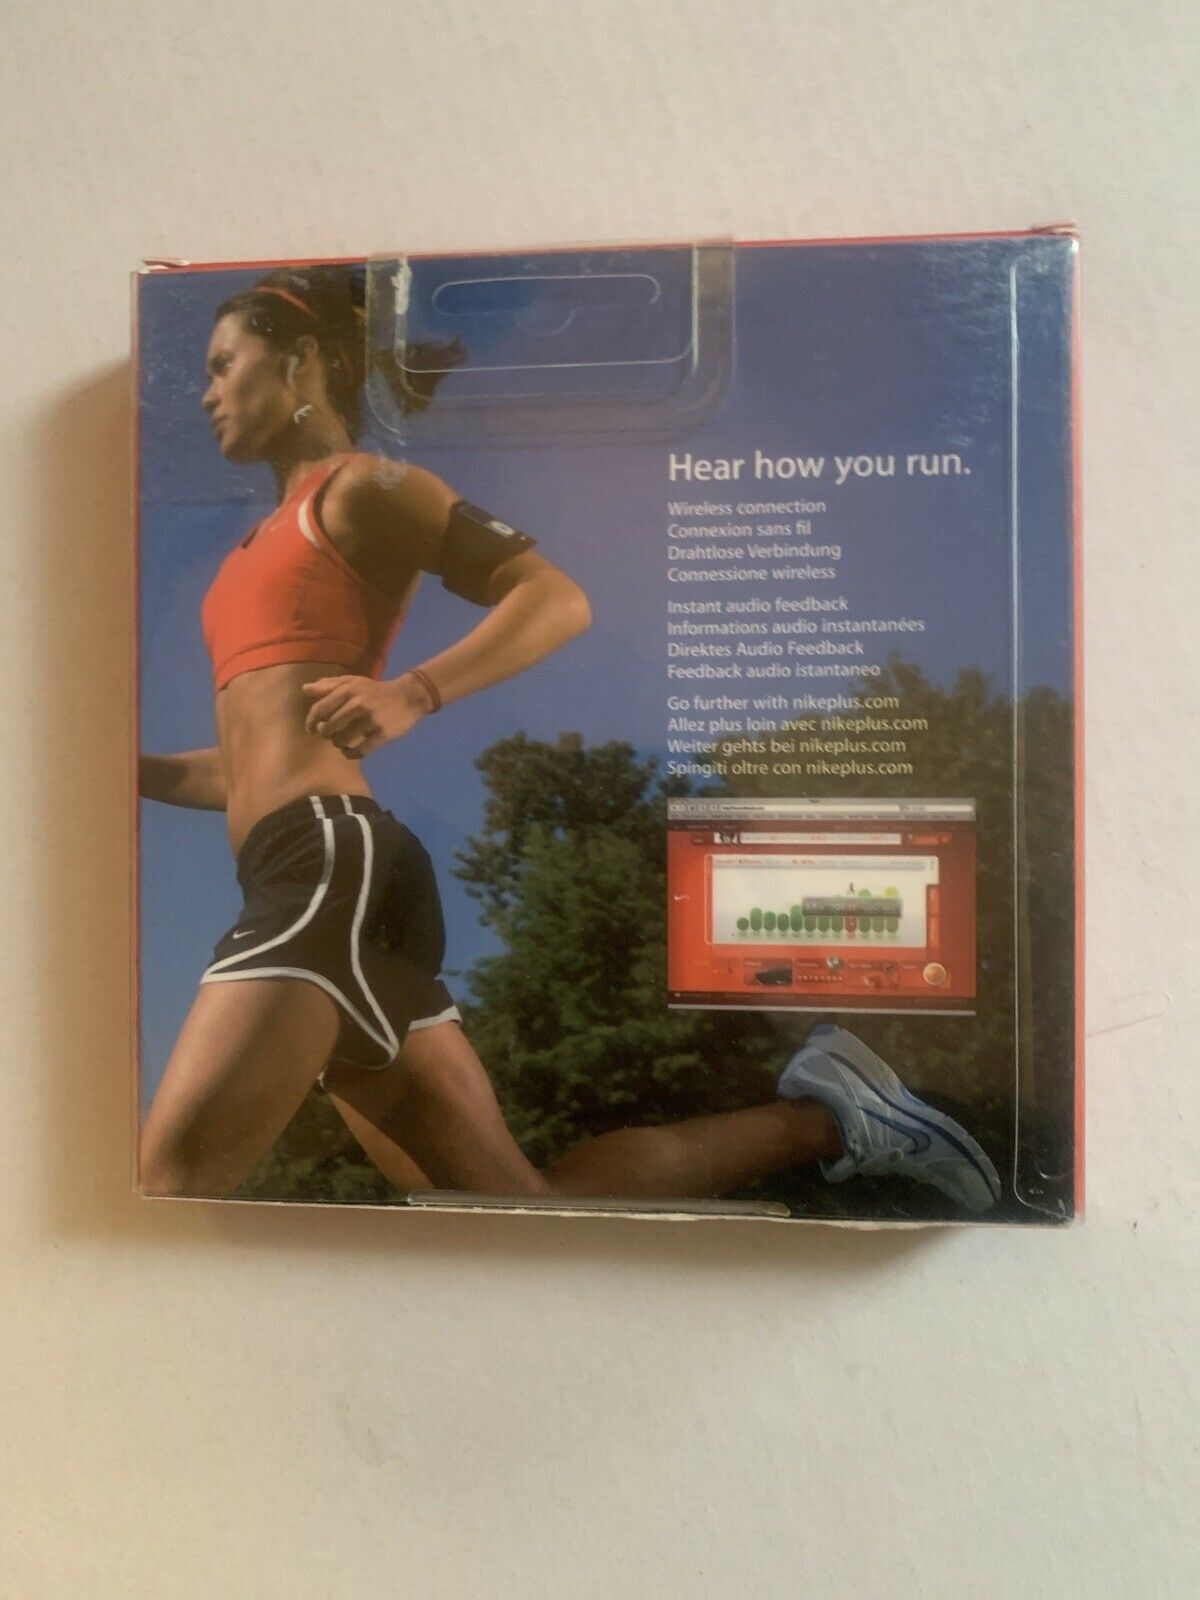 Hear how you run.
Wireless connection
Connexion sans fil
Drahtlose Verbindung
Connessione wireless
Instant audio feedback
Informations audio instantanées
Direktes Audio Feedback
Feedback audio istantaneo
Go further with nikeplus.com
Allez plus loin avec nikeplus.com
Weiter gehts bei nikeplus.com
Spingiti oltre con nikeplus.com